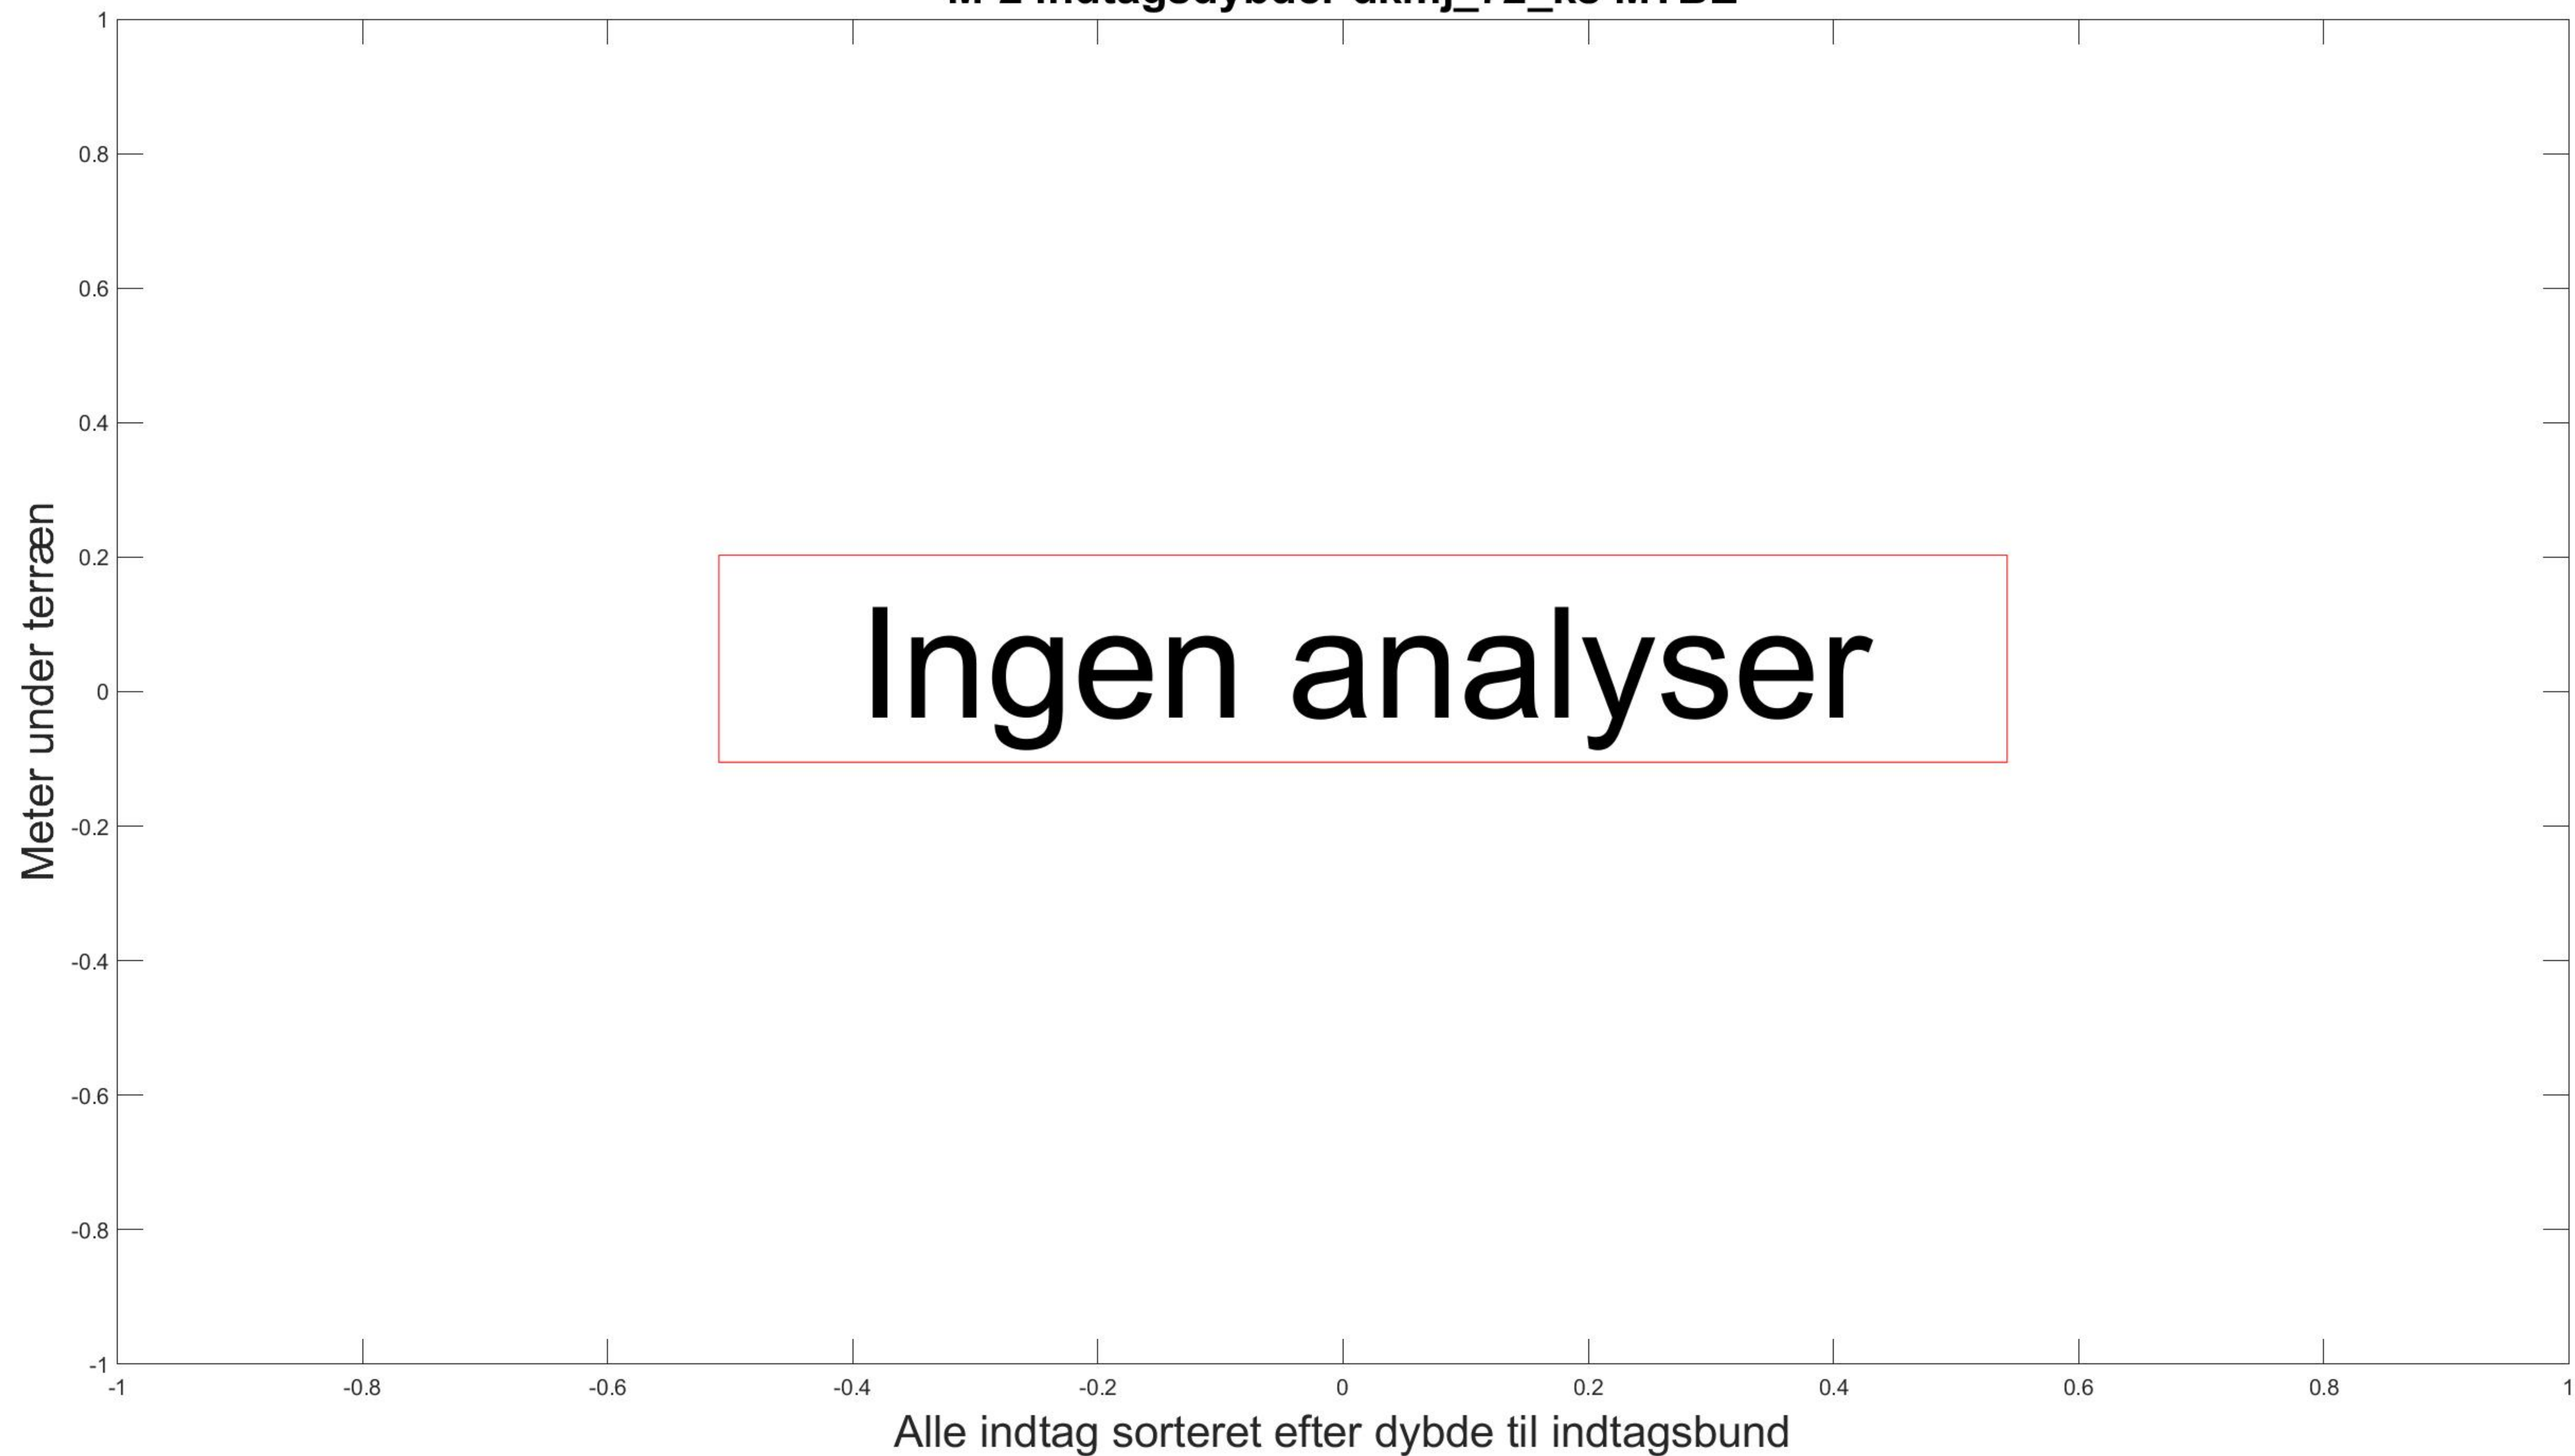 1
0.8
0.6
0.4
0.2
0
-0.2
-0.4
-0.6
-0.8
-1
Meter under terræn
Ingen analyser
-1 -0.8 -0.6 -0.4 -0.2 0 0.2 0.4 0.6 0.8 1
Alle indtag sorteret efter dybde til indtagsbund